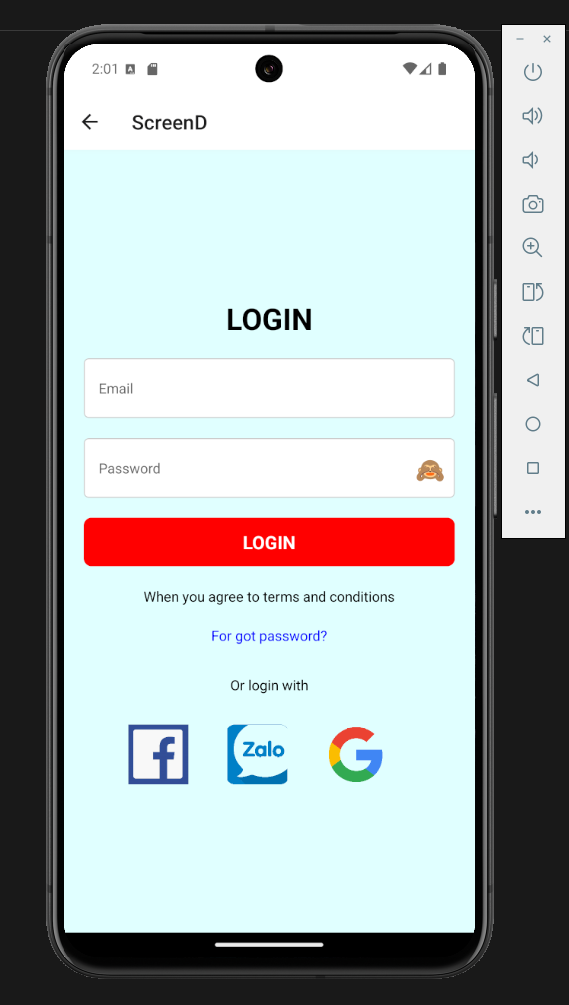 2:01
ScreenD
LOGIN
Email
Password
LOGIN
When you agree to terms and conditions
For got password?
Or login with
f
Zalo
G